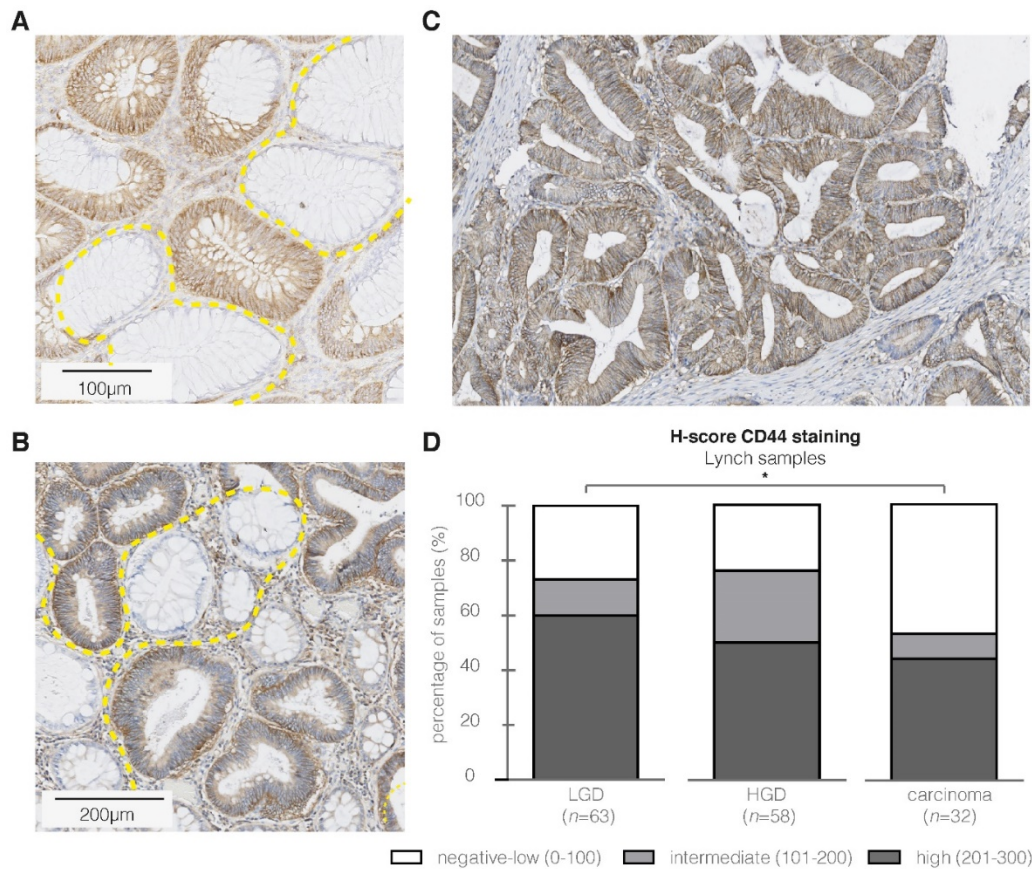 A
100µm
B
200µm
C
D
H-score CD44 staining
Lynch samples
*
percentage of samples (%)
100
80
60
40
20
0
LGD
(n=63)
HGD
(n=58)
carcinoma
(n=32)
negative-low (0-100)
intermediate (101-200)
high (201-300)